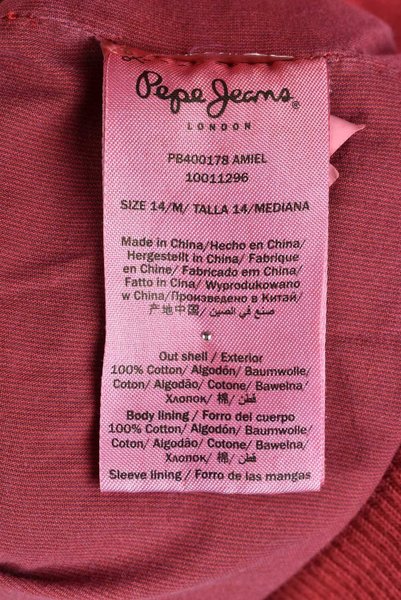 Pepe Jeans
LONDON
PB400178 AMIEL
10011296
SIZE 14/M/ TALLA 14/MEDIANA
Made in China/Hecho en China/
Hergestellt in China/ Fabrique
en Chine/ Fabricado em China/
Fatto in Cina/ Wyprodukowano
w China/Произведено в Китай/
产地中国/ صنع في الصين/
Out shell / Exterior
100% Cotton/ Algodón/ Baumwolle/
Coton/ Algodão/ Cotone/ Bawełna/
Хлопок/ 棉/ قطن/
Body lining / Forro del cuerpo
100% Cotton/ Algodón/ Baumwolle/
Coton/ Algodão/ Cotone/ Bawełna/
Хлопок/ 棉/ قطن/
Sleeve lining / Forro de las mangas